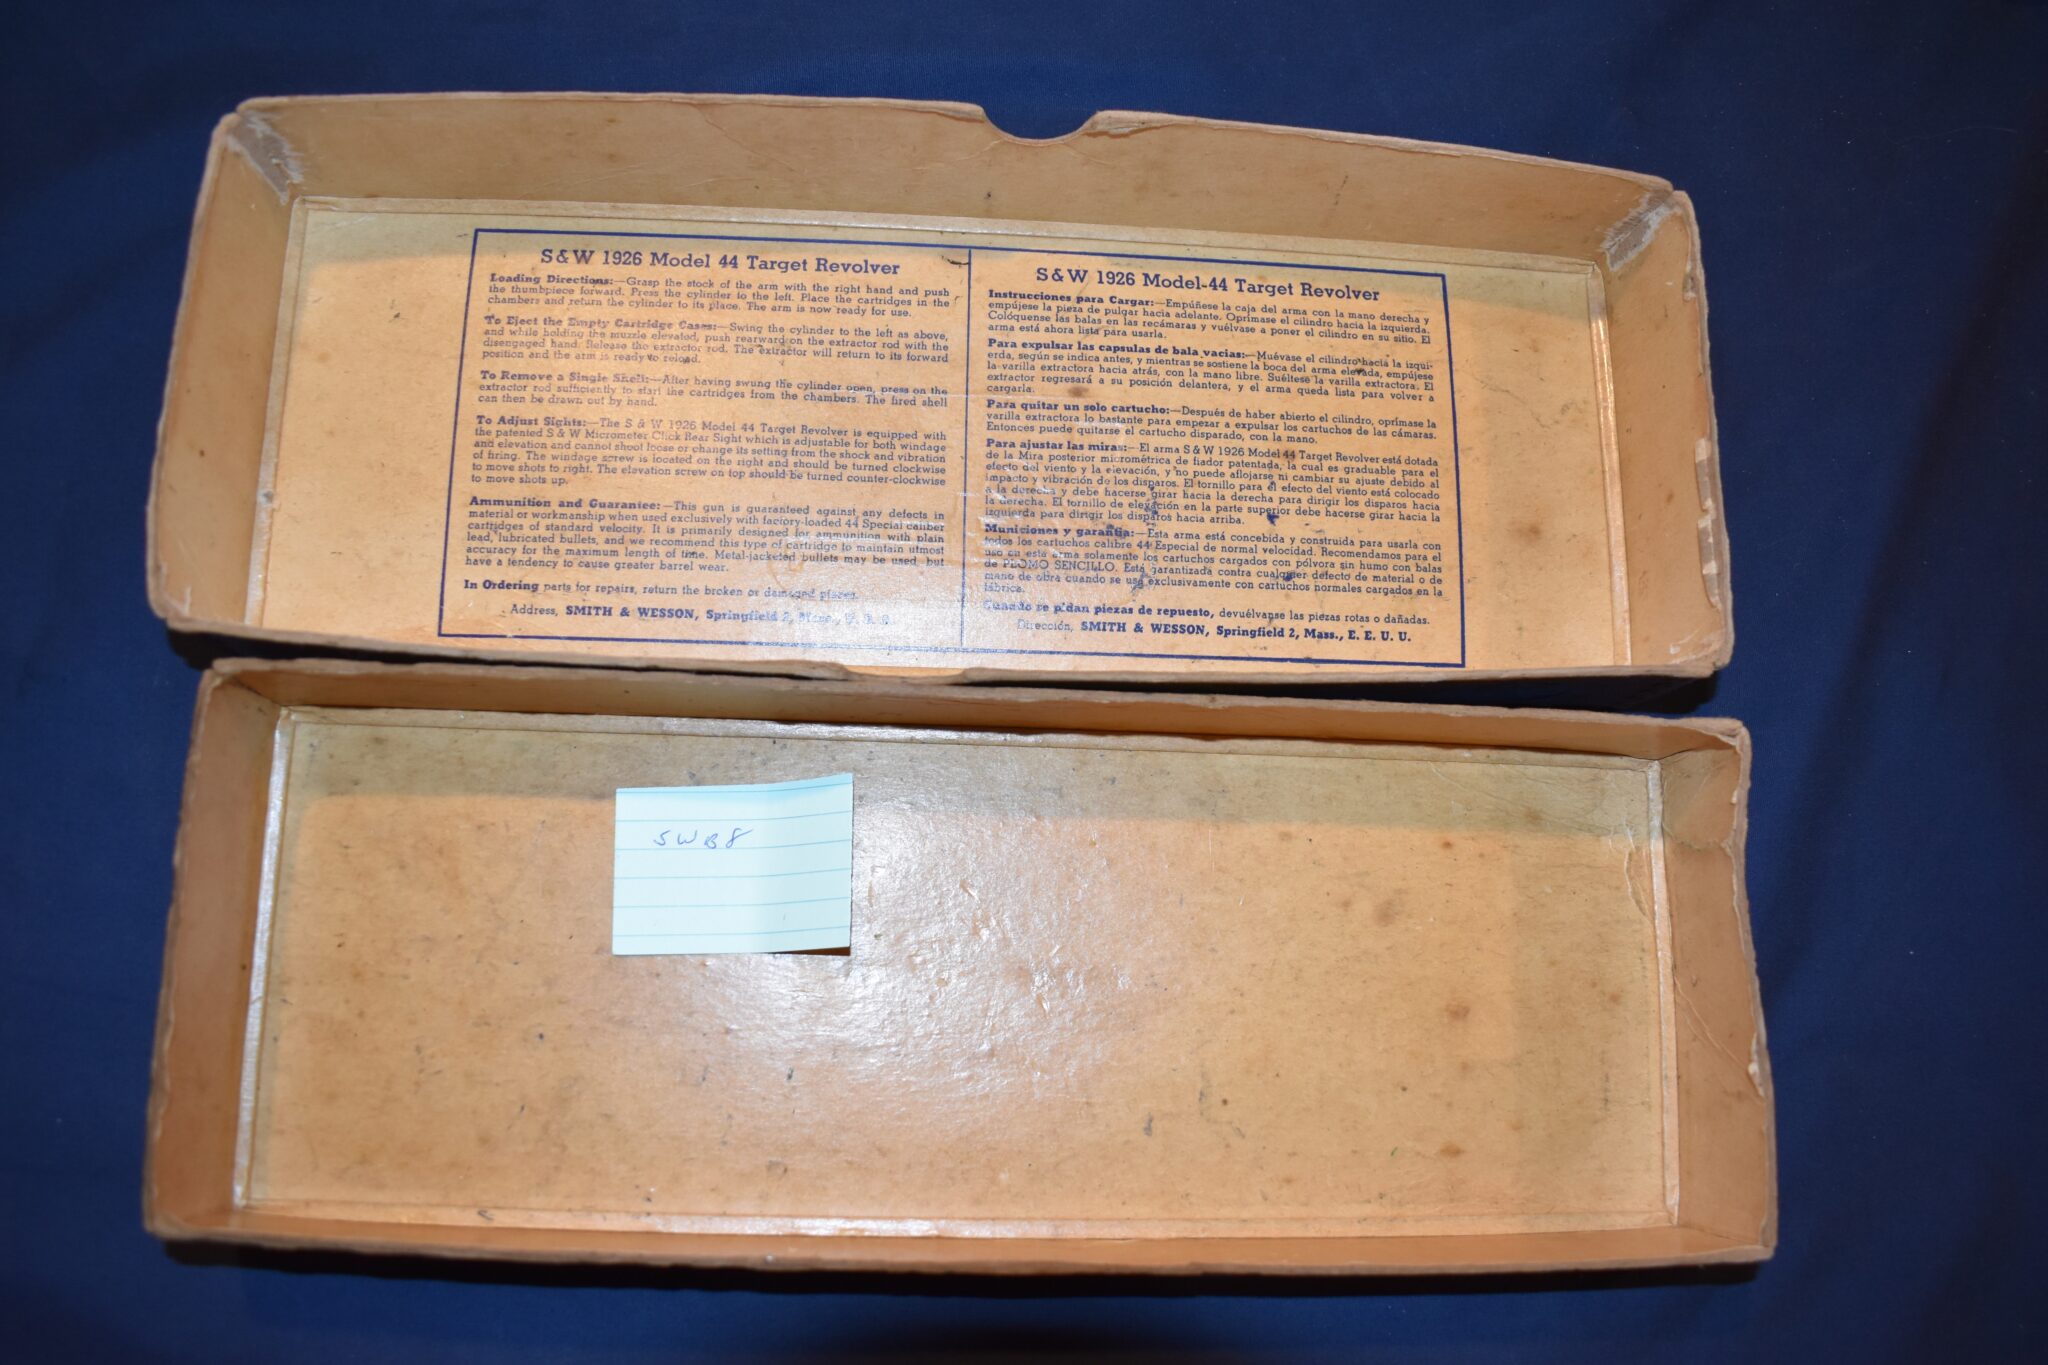 S & W 1926 Model 44 Target Revolver
Loading Directions:—Grasp the stock of the arm with the right hand and push
the thumbpiece forward. Press the cylinder to the left. Place the cartridges in the
chambers and return the cylinder to its place. The arm is now ready for use.
To Eject the Empty Cartridge Cases:—Swing the cylinder to the left as above,
and while holding the muzzle elevated, push rearward on the extractor rod with the
disengaged hand. Release the extractor rod. The extractor will return to its forward
position and the arm is ready to reload.
To Remove a Single Shell:—After having swung the cylinder open, press on the
extractor rod sufficiently to start the cartridges from the chambers. The fired shell
can then be drawn out by hand.
To Adjust Sights:—The S & W 1926 Model 44 Target Revolver is equipped with
the patented S & W Micrometer Click Rear Sight which is adjustable for both windage
and elevation and cannot shoot loose or change its setting from the shock and vibration
of firing. The windage screw is located on the right and should be turned clockwise
to move shots to right. The elevation screw on top should be turned counter-clockwise
to move shots up.
Ammunition and Guarantee:—This gun is guaranteed against any defects in
material or workmanship when used exclusively with factory-loaded 44 Special caliber
cartridges of standard velocity. It is primarily designed for ammunition with plain
lead, lubricated bullets, and we recommend this type of cartridge to maintain utmost
accuracy for the maximum length of time. Metal-jacketed bullets may be used, but
have a tendency to cause greater barrel wear.
In Ordering parts for repairs, return the broken or damaged pieces.
Address, SMITH & WESSON, Springfield 2, Mass., U. S. A.
S & W 1926 Model-44 Target Revolver
Instrucciones para Cargar:—Empúñese la caja del arma con la mano derecha y
empújese la pieza de pulgar hacia adelante. Oprímase el cilindro hacia la izquierda.
Colóquense las balas en las recámaras y vuélvase a poner el cilindro en su sitio. El
arma está ahora lista para usarla.
Para expulsar las capsulas de bala vacias:—Muévase el cilindro hacia la izqui-
erda, según se indica antes, y mientras se sostiene la boca del arma elevada, empújese
la varilla extractora hacia atrás, con la mano libre. Suéltese la varilla extractora. El
extractor regresará a su posición delantera, y el arma queda lista para volver a
cargarla.
Para quitar un solo cartucho:—Después de haber abierto el cilindro, oprímase la
varilla extractora lo bastante para empezar a expulsar los cartuchos de las cámaras.
Entonces puede quitarse el cartucho disparado, con la mano.
Para ajustar las miras:—El arma S & W 1926 Model 44 Target Revolver está dotada
de la Mira posterior micrométrica de fiador patentada, la cual es graduable para el
efecto del viento y la elevación, y no puede aflojarse ni cambiar su ajuste debido al
impacto y vibración de los disparos. El tornillo para el efecto del viento está colocado
a la derecha y debe hacerse girar hacia la derecha para dirigir los disparos hacia
la derecha. El tornillo de elevación en la parte superior debe hacerse girar hacia la
izquierda para dirigir los disparos hacia arriba.
Municiones y garantia:—Esta arma está concebida y construida para usarla con
todos los cartuchos calibre 44 Especial de normal velocidad. Recomendamos para el
uso en esta arma solamente los cartuchos cargados con pólvora sin humo con balas
de PLOMO SENCILLO. Está garantizada contra cualquier defecto de material o de
mano de obra cuando se use exclusivamente con cartuchos normales cargados en la
fábrica.
Cuando se pidan piezas de repuesto, devuélvanse las piezas rotas o dañadas.
Dirección, SMITH & WESSON, Springfield 2, Mass., E. E. U. U.
SWB8